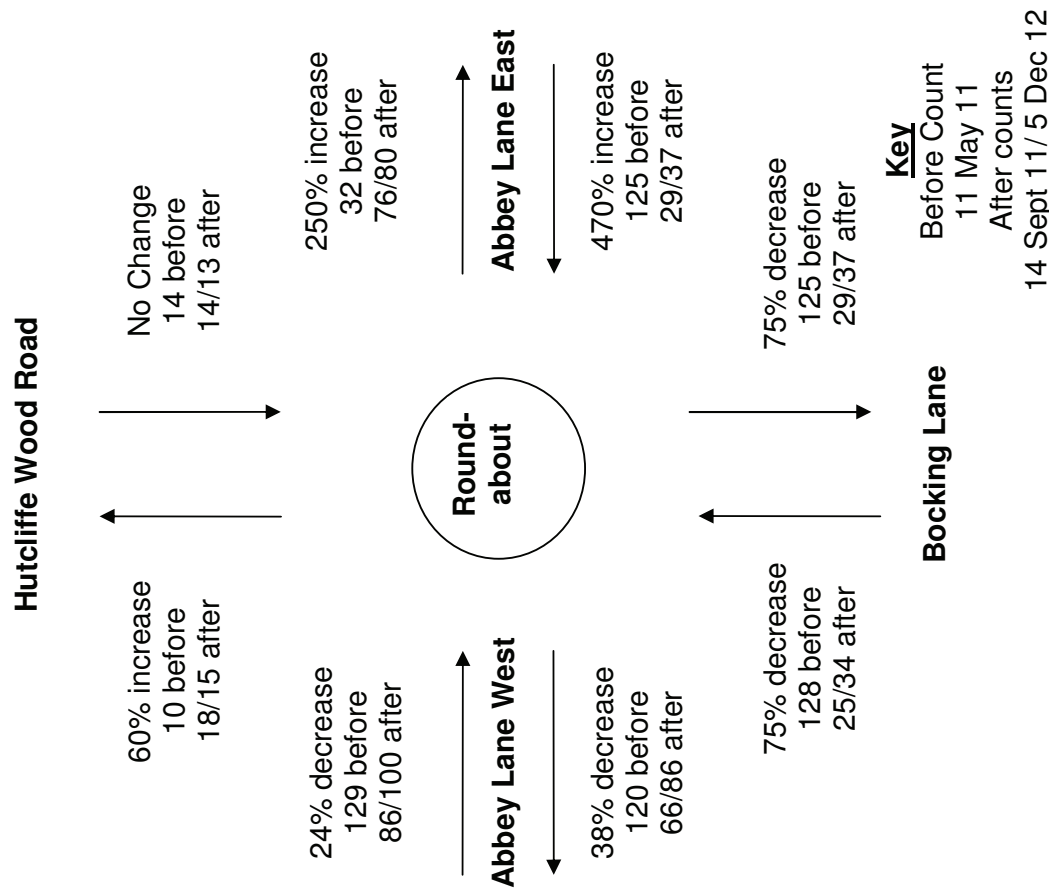 Hutcliffe Wood Road
60% increase
10 before
18/15 after
No Change
14 before
14/13 after
24% decrease
129 before
86/100 after
250% increase
32 before
76/80 after
Abbey Lane West
Round-
about
Abbey Lane East
38% decrease
120 before
66/86 after
470% increase
125 before
29/37 after
75% decrease
128 before
25/34 after
75% decrease
125 before
29/37 after
Bocking Lane
Key
Before Count
11 May 11
After counts
14 Sept 11/ 5 Dec 12